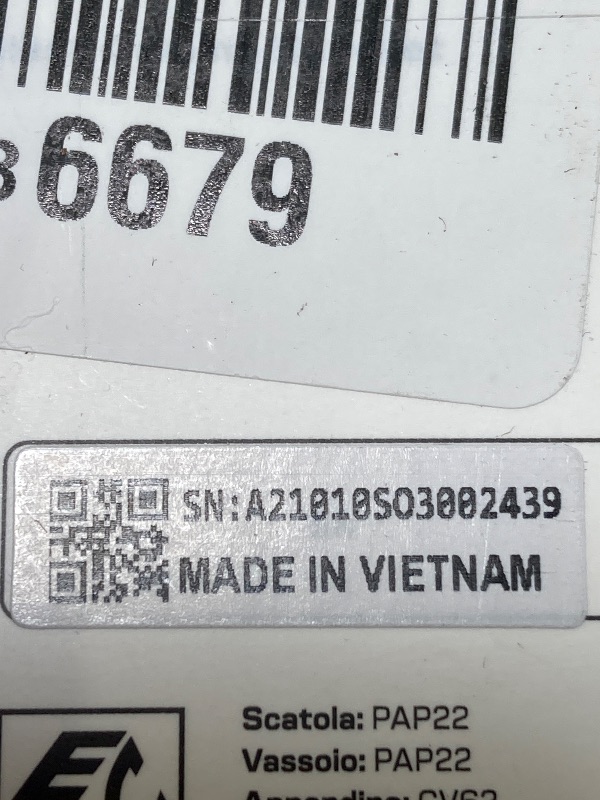 6679
SN:A21010SO3002439
MADE IN VIETNAM
Scatola: PAP22
Vassoio: PAP22